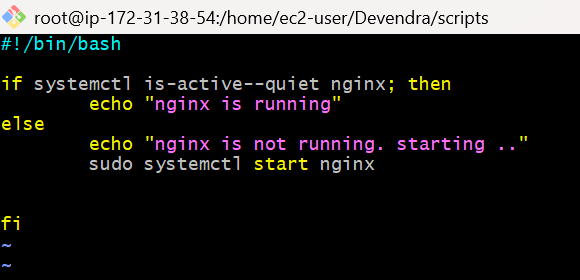 root@ip-172-31-38-54:/home/ec2-user/Devendra/scripts
#!/bin/bash
if systemctl is-active--quiet nginx; then
echo "nginx is running"
else
echo "nginx is not running. starting .."
sudo systemctl start nginx
fi
~
~